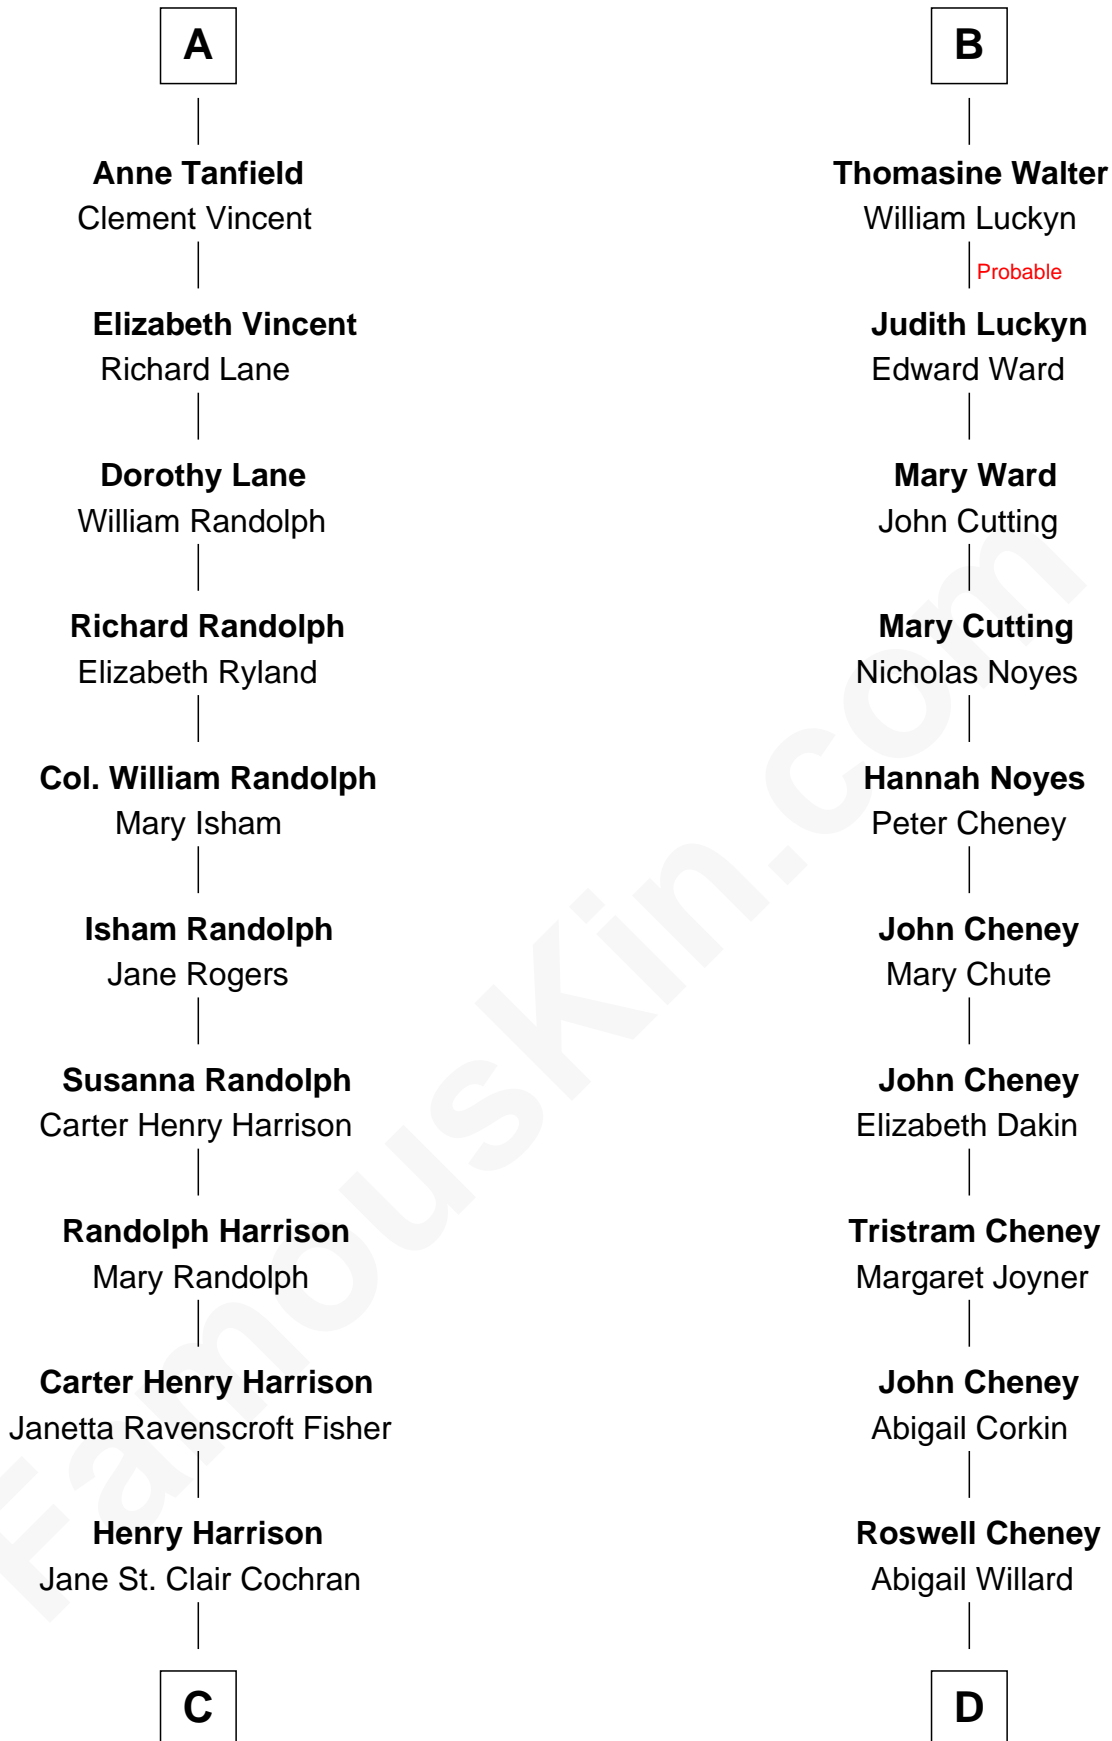 A
Anne Tanfield
Clement Vincent
Elizabeth Vincent
Richard Lane
Dorothy Lane
William Randolph
Richard Randolph
Elizabeth Ryland
Col. William Randolph
Mary Isham
Isham Randolph
Jane Rogers
Susanna Randolph
Carter Henry Harrison
Randolph Harrison
Mary Randolph
Carter Henry Harrison
Janetta Ravenscroft Fisher
Henry Harrison
Jane St. Clair Cochran
C
B
Thomasine Walter
William Luckyn
Probable
Judith Luckyn
Edward Ward
Mary Ward
John Cutting
Mary Cutting
Nicholas Noyes
Hannah Noyes
Peter Cheney
John Cheney
Mary Chute
John Cheney
Elizabeth Dakin
Tristram Cheney
Margaret Joyner
John Cheney
Abigail Corkin
Roswell Cheney
Abigail Willard
D
FamousKin.com